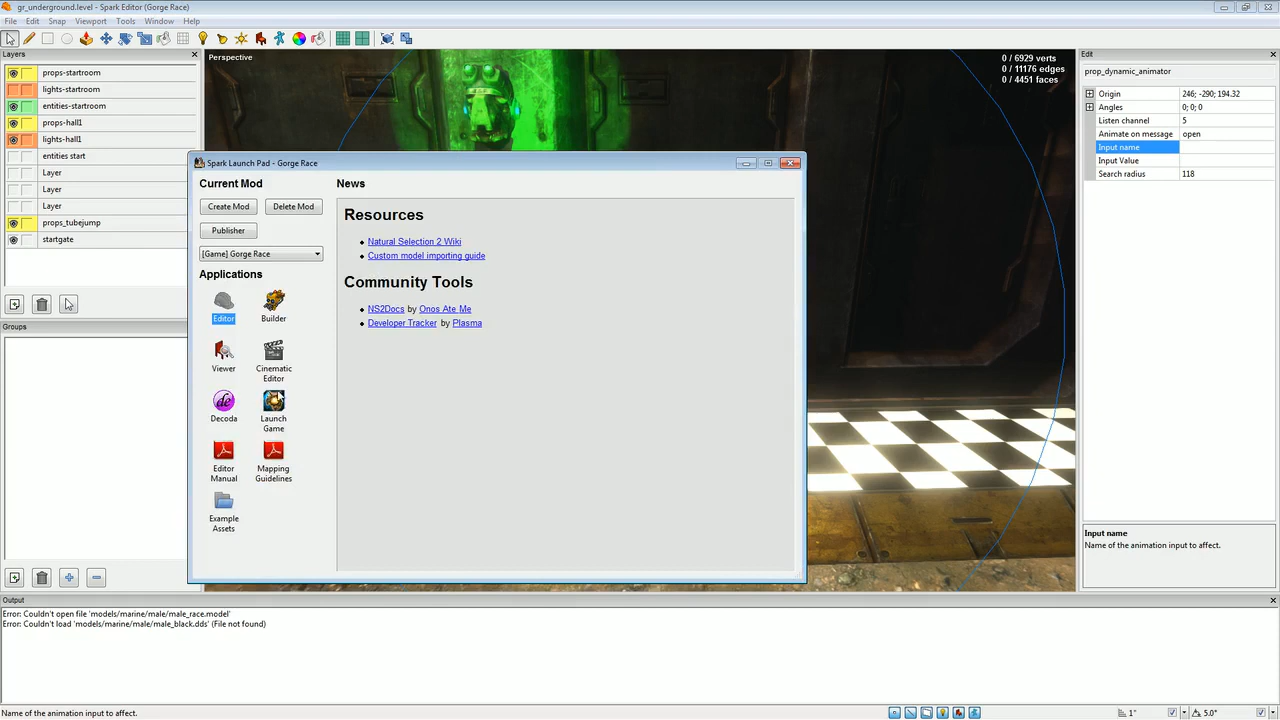 gr_underground.level - Spark Editor (Gorge Race)
File Edit Snap Viewport Tools Window Help
Layers
props-startroom
lights-startroom
entities-startroom
props-hall1
lights-hall1
entities start
Layer
Layer
Layer
props_tubejump
startgate
Groups
Perspective
0 / 6929 verts
0 / 11176 edges
0 / 4451 faces
Spark Launch Pad - Gorge Race
Current Mod
Create Mod Delete Mod
Publisher
[Game] Gorge Race
Applications
Editor Builder
Viewer Cinematic Editor
Decoda Launch Game
Editor Manual Mapping Guidelines
Example Assets
News
Resources
Natural Selection 2 Wiki
Custom model importing guide
Community Tools
NS2Docs by Onos Ate Me
Developer Tracker by Plasma
Edit
prop_dynamic_animator
Origin 246; -290; 194.32
Angles 0; 0; 0
Listen channel 5
Animate on message open
Input name
Input Value
Search radius 118
Input name
Name of the animation input to affect.
Output
Error: Couldn't open file 'models/marine/male/male_race.model'
Error: Couldn't load 'models/marine/male/male_black.dds' (File not found)
Name of the animation input to affect.
1" 5.0°